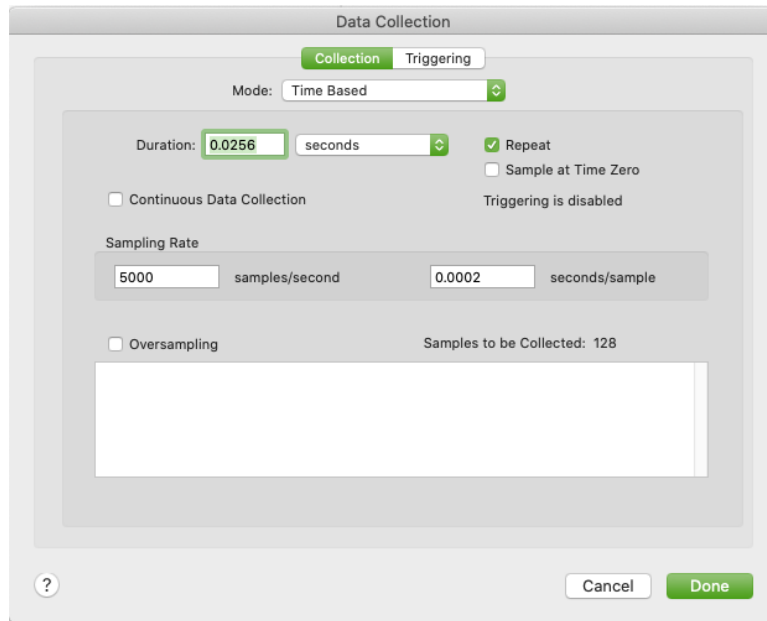 Data Collection
Collection Triggering
Mode: Time Based
Duration: 0.0256 seconds Repeat
Sample at Time Zero
Continuous Data Collection Triggering is disabled
Sampling Rate
5000 samples/second 0.0002 seconds/sample
Oversampling Samples to be Collected: 128
? Cancel Done